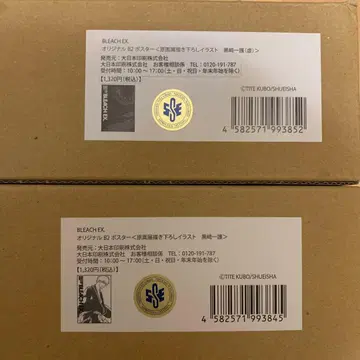 BLEACH EX.
オリジナル B2 ポスター<原画展描き下ろしイラスト 黒崎一護(虚)>
発売元:大日本印刷株式会社
大日本印刷株式会社 お客様相談係 TEL:0120-191-787
受付時間:10:00 〜 17:00(土・日・祝日・年末年始を除く)
【1,320円(税込)】
©TITE KUBO/SHUEISHA
4 582571 993852
BLEACH EX.
オリジナル B2 ポスター<原画展描き下ろしイラスト 黒崎一護>
発売元:大日本印刷株式会社
大日本印刷株式会社 お客様相談係 TEL:0120-191-787
受付時間:10:00 〜 17:00(土・日・祝日・年末年始を除く)
【1,320円(税込)】
©TITE KUBO/SHUEISHA
4 582571 993845